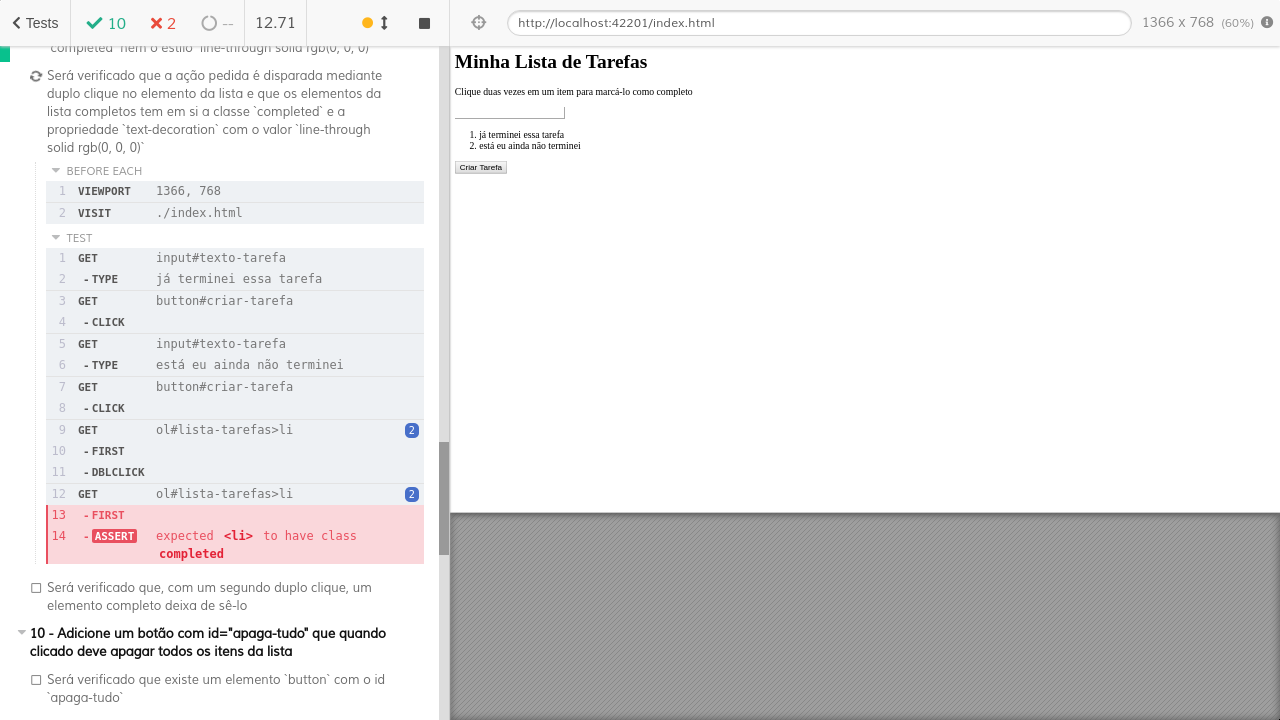 Tests
10
2
--
12.71
http://localhost:42201/index.html
1366 x 768 (60%)
`completed` nem o estilo `line-through solid rgb(0, 0, 0)`
Será verificado que a ação pedida é disparada mediante
duplo clique no elemento da lista e que os elementos da
lista completos tem em si a classe `completed` e a
propriedade `text-decoration` com o valor `line-through
solid rgb(0, 0, 0)`
BEFORE EACH
1 VIEWPORT 1366, 768
2 VISIT ./index.html
TEST
1 GET input#texto-tarefa
2 -TYPE já terminei essa tarefa
3 GET button#criar-tarefa
4 -CLICK
5 GET input#texto-tarefa
6 -TYPE está eu ainda não terminei
7 GET button#criar-tarefa
8 -CLICK
9 GET ol#lista-tarefas>li 2
10 -FIRST
11 -DBLCLICK
12 GET ol#lista-tarefas>li 2
13 -FIRST
14 -ASSERT expected <li> to have class
completed
Será verificado que, com um segundo duplo clique, um
elemento completo deixa de sê-lo
10 - Adicione um botão com id="apaga-tudo" que quando
clicado deve apagar todos os itens da lista
Será verificado que existe um elemento `button` com o id
`apaga-tudo`
Minha Lista de Tarefas
Clique duas vezes em um item para marcá-lo como completo
1. já terminei essa tarefa
2. está eu ainda não terminei
Criar Tarefa